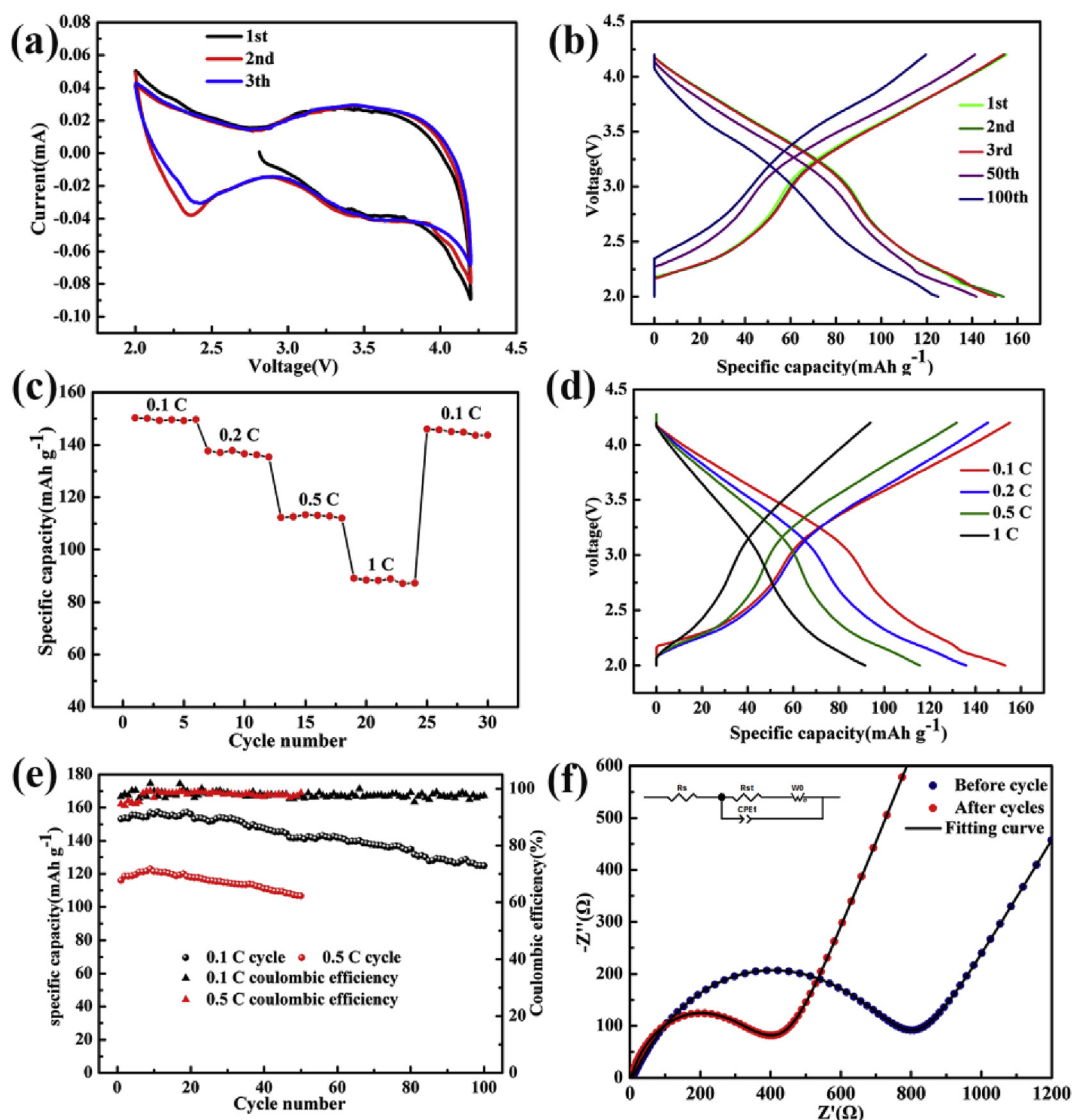 (a)
1st
2nd
3th
0.08
0.06
0.04
0.02
0.00
-0.02
-0.04
-0.06
-0.08
-0.10
Current(mA)
2.0 2.5 3.0 3.5 4.0 4.5
Voltage(V)
(b)
1st
2nd
3rd
50th
100th
4.5
4.0
3.5
3.0
2.5
2.0
Voltage(V)
0 20 40 60 80 100 120 140 160
Specific capacity(mAh g-1)
(c)
160
140
120
100
80
60
40
Specific capacity(mAh g-1)
0.1 C
0.2 C
0.5 C
1 C
0.1 C
0 5 10 15 20 25 30
Cycle number
(d)
0.1 C
0.2 C
0.5 C
1 C
4.5
4.0
3.5
3.0
2.5
2.0
voltage(V)
0 20 40 60 80 100 120 140 160
Specific capacity(mAh g-1)
(e)
180
160
140
120
100
80
60
40
20
0
specific capacity(mAh g-1)
0.1 C cycle 0.5 C cycle
0.1 C coulombic efficiency
0.5 C coulombic efficiency
100
80
60
40
20
0
Coulombic efficiency(%)
0 20 40 60 80 100
Cycle number
(f)
600
500
400
300
200
100
0
-Z''(Ω)
Rs Rst W0
CPE1
Before cycle
After cycles
Fitting curve
0 200 400 600 800 1000 1200
Z'(Ω)